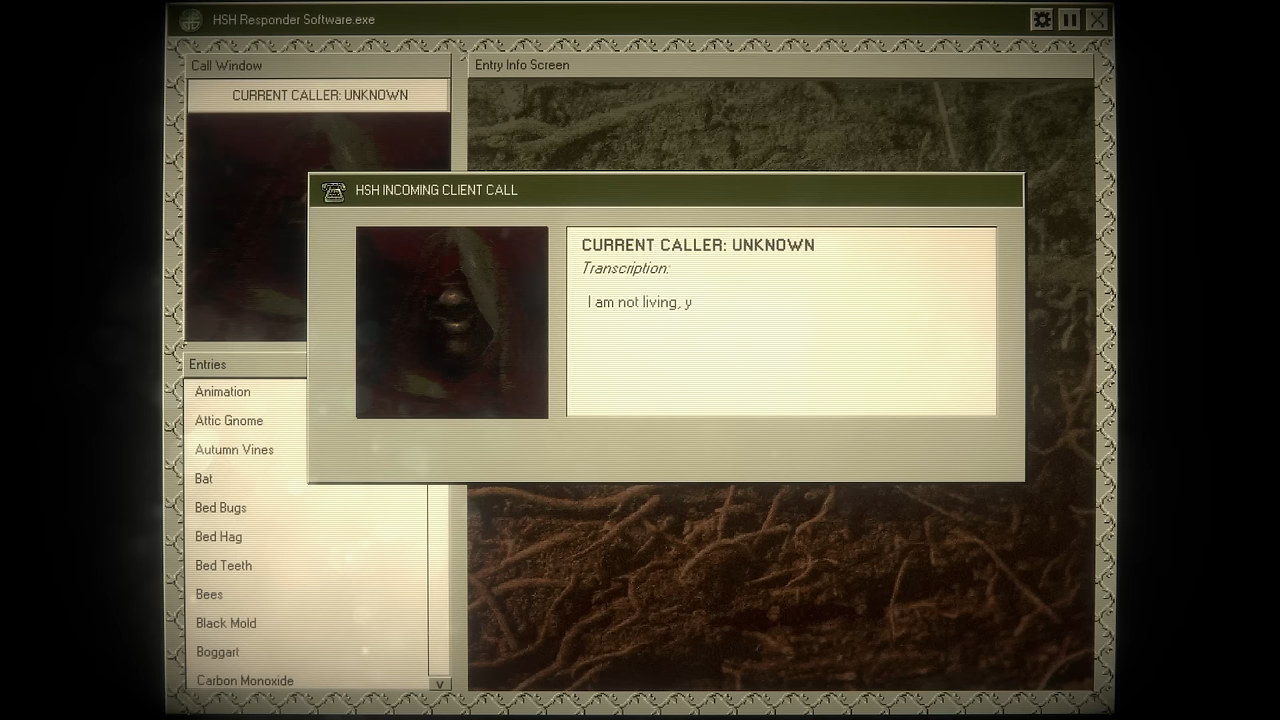 HSH Responder Software.exe
Call Window
CURRENT CALLER: UNKNOWN
Entry Info Screen
HSH INCOMING CLIENT CALL
CURRENT CALLER: UNKNOWN
Transcription:
I am not living, y
Entries
Animation
Attic Gnome
Autumn Vines
Bat
Bed Bugs
Bed Hag
Bed Teeth
Bees
Black Mold
Boggart
Carbon Monoxide